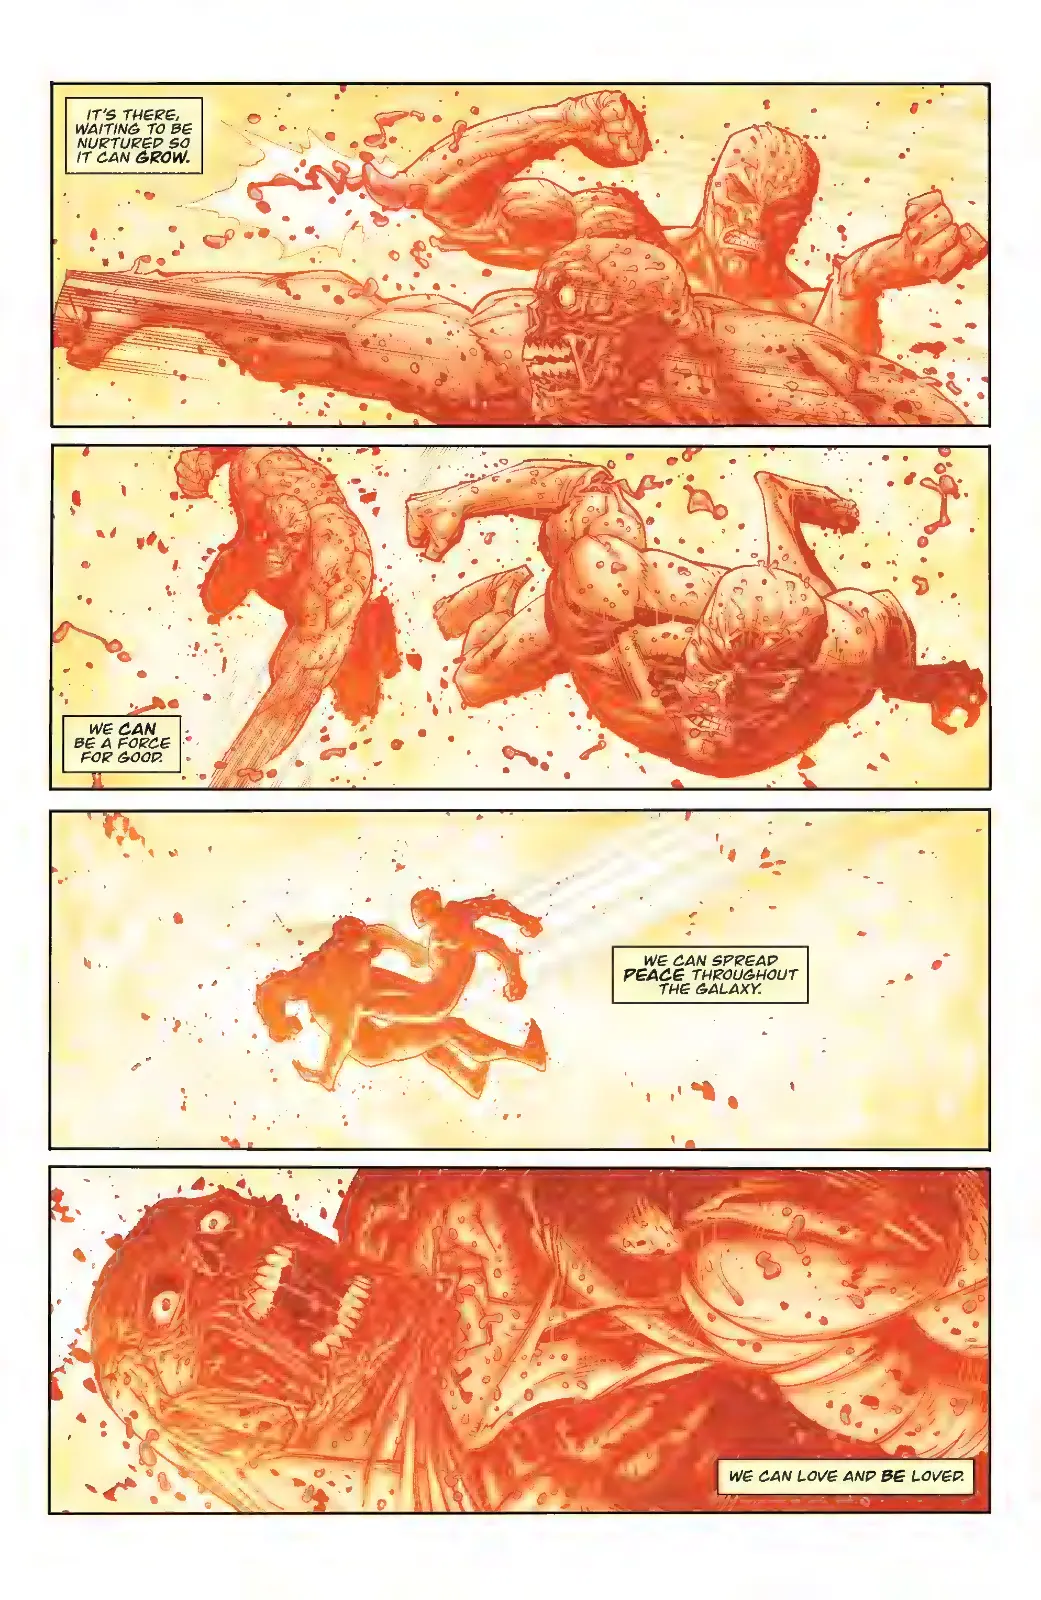 IT'S THERE,
WAITING TO BE
NURTURED SO
IT CAN GROW.
WE CAN
BE A FORCE
FOR GOOD.
WE CAN SPREAD
PEACE THROUGHOUT
THE GALAXY.
WE CAN LOVE AND BE LOVED.